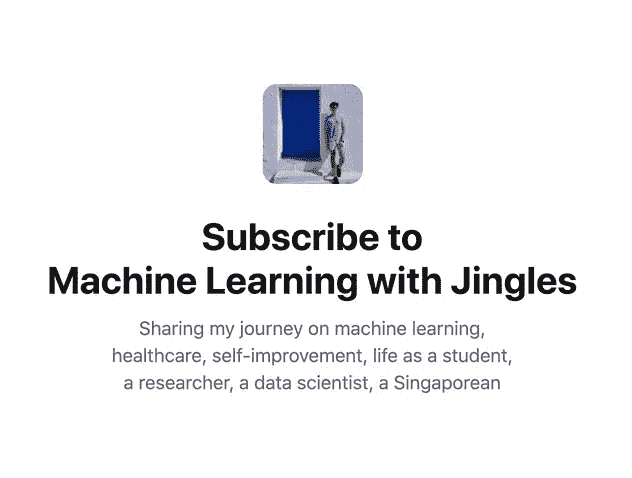 Subscribe to
Machine Learning with Jingles
Sharing my journey on machine learning,
healthcare, self-improvement, life as a student,
a researcher, a data scientist, a Singaporean